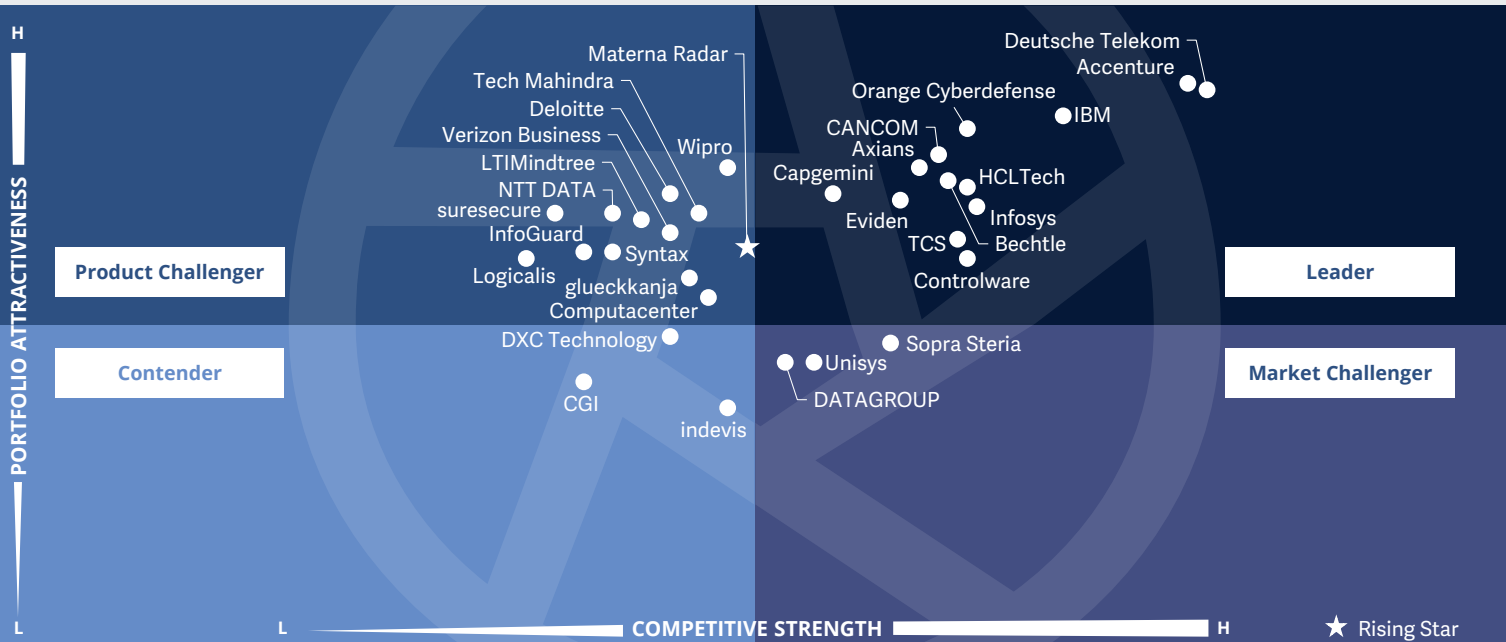 H
Deutsche Telekom
Materna Radar
Accenture
Tech Mahindra
Orange Cyberdefense
Deloitte
IBM
CANCOM
Verizon Business
Wipro
Axians
LTIMindtree
Capgemini
HCLTech
NTT DATA
suresecure
Eviden
Infosys
InfoGuard
TCS
Bechtle
Syntax
Product Challenger
Leader
Logicalis
Controlware
glueckkanja
Computacenter
PORTFOLIO ATTRACTIVENESS
DXC Technology
Sopra Steria
Unisys
Contender
Market Challenger
CGI
DATAGROUP
indevis
L
L
COMPETITIVE STRENGTH
H
Rising Star